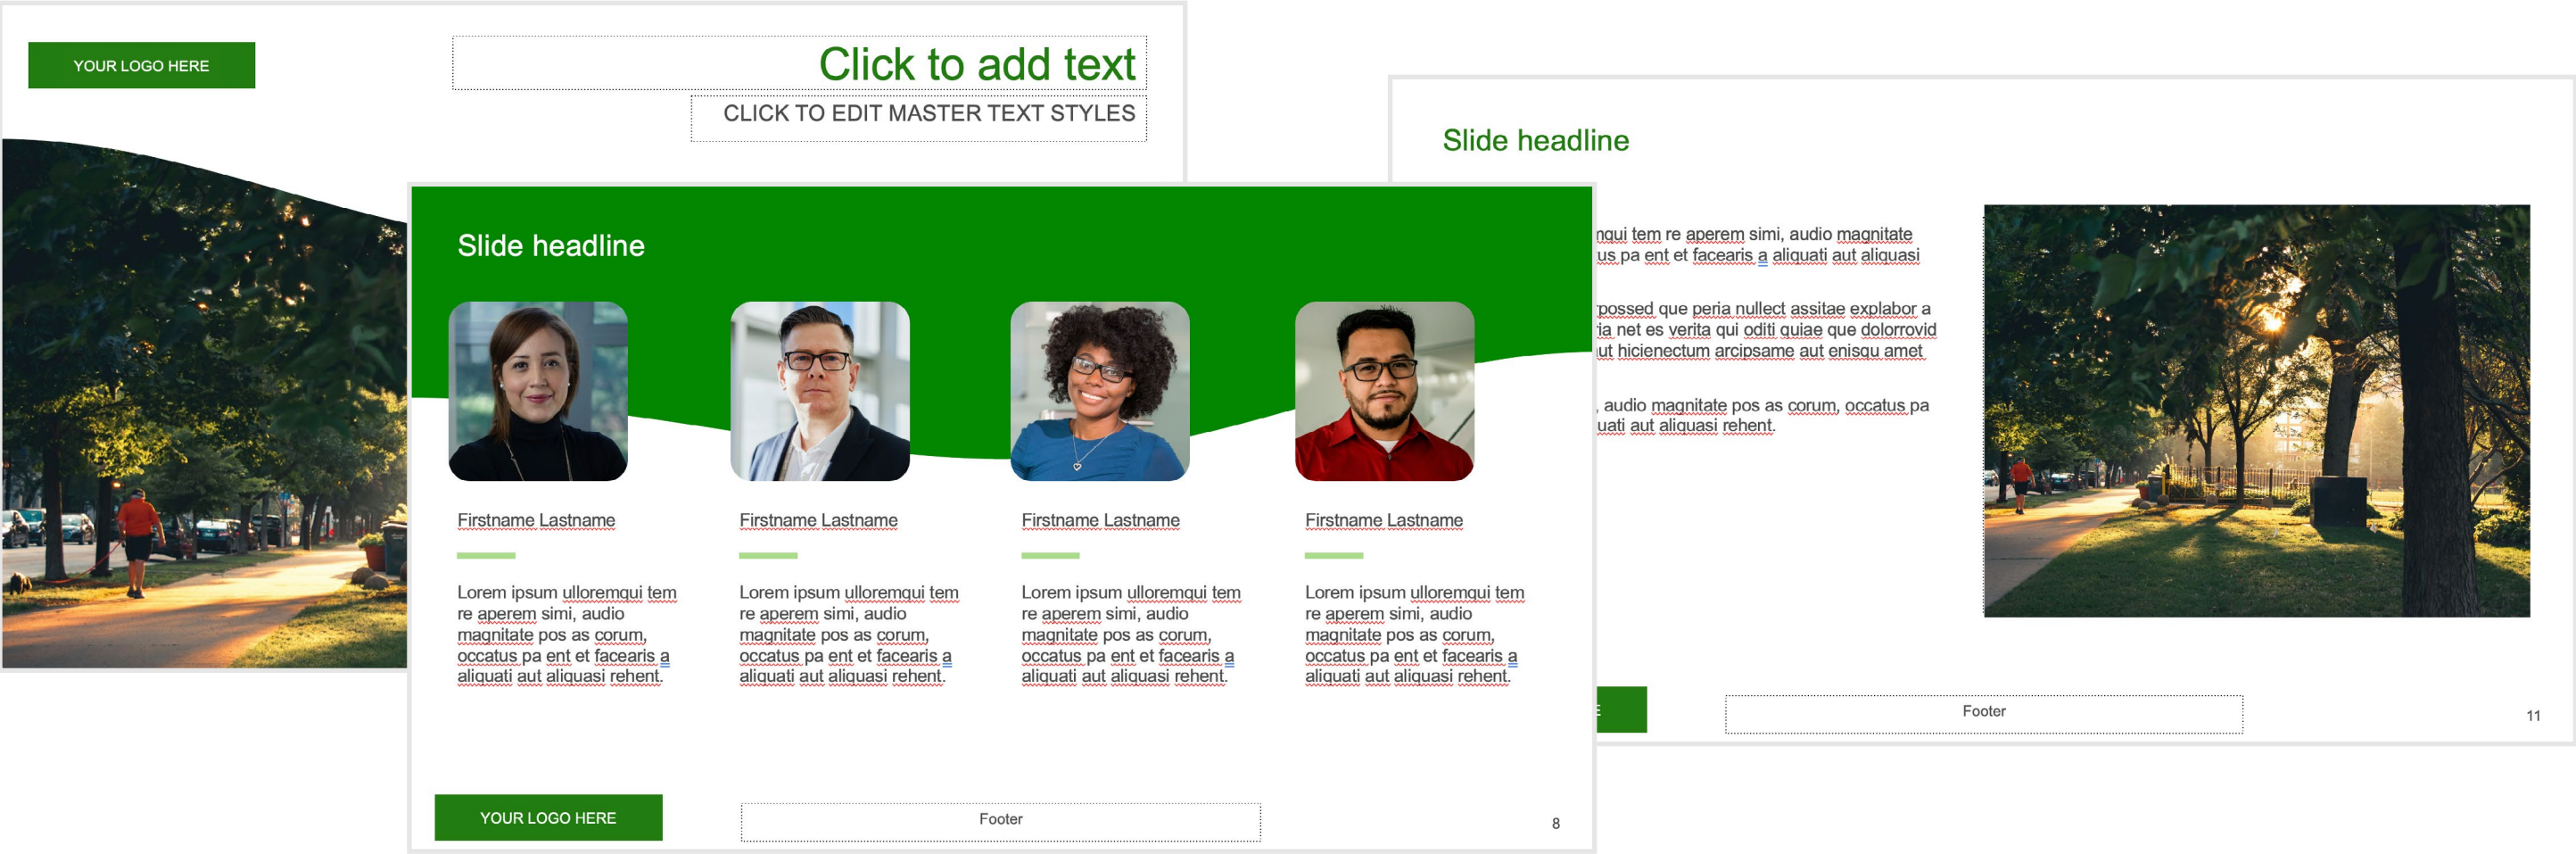 YOUR LOGO HERE
Click to add text
CLICK TO EDIT MASTER TEXT STYLES
Slide headline
Firstname Lastname
Lorem ipsum ulloremqui tem
re aperem simi, audio
magnitate pos as corum,
occatus pa ent et facearis a
aliquati aut aliquasi rehent.
Firstname Lastname
Lorem ipsum ulloremqui tem
re aperem simi, audio
magnitate pos as corum,
occatus pa ent et facearis a
aliquati aut aliquasi rehent.
Firstname Lastname
Lorem ipsum ulloremqui tem
re aperem simi, audio
magnitate pos as corum,
occatus pa ent et facearis a
aliquati aut aliquasi rehent.
Firstname Lastname
Lorem ipsum ulloremqui tem
re aperem simi, audio
magnitate pos as corum,
occatus pa ent et facearis a
aliquati aut aliquasi rehent.
YOUR LOGO HERE
Footer
8
Slide headline
tem re aperem simi, audio magnitate
pa ent et facearis a aliquati aut aliquasi
que peria nullect assitae explabor a
net es verita qui oditi quiae que dolorrovid
hicienectum arcipsame aut enisqu amet
, audio magnitate pos as corum, occatus pa
aut aliquasi rehent.
Footer
11